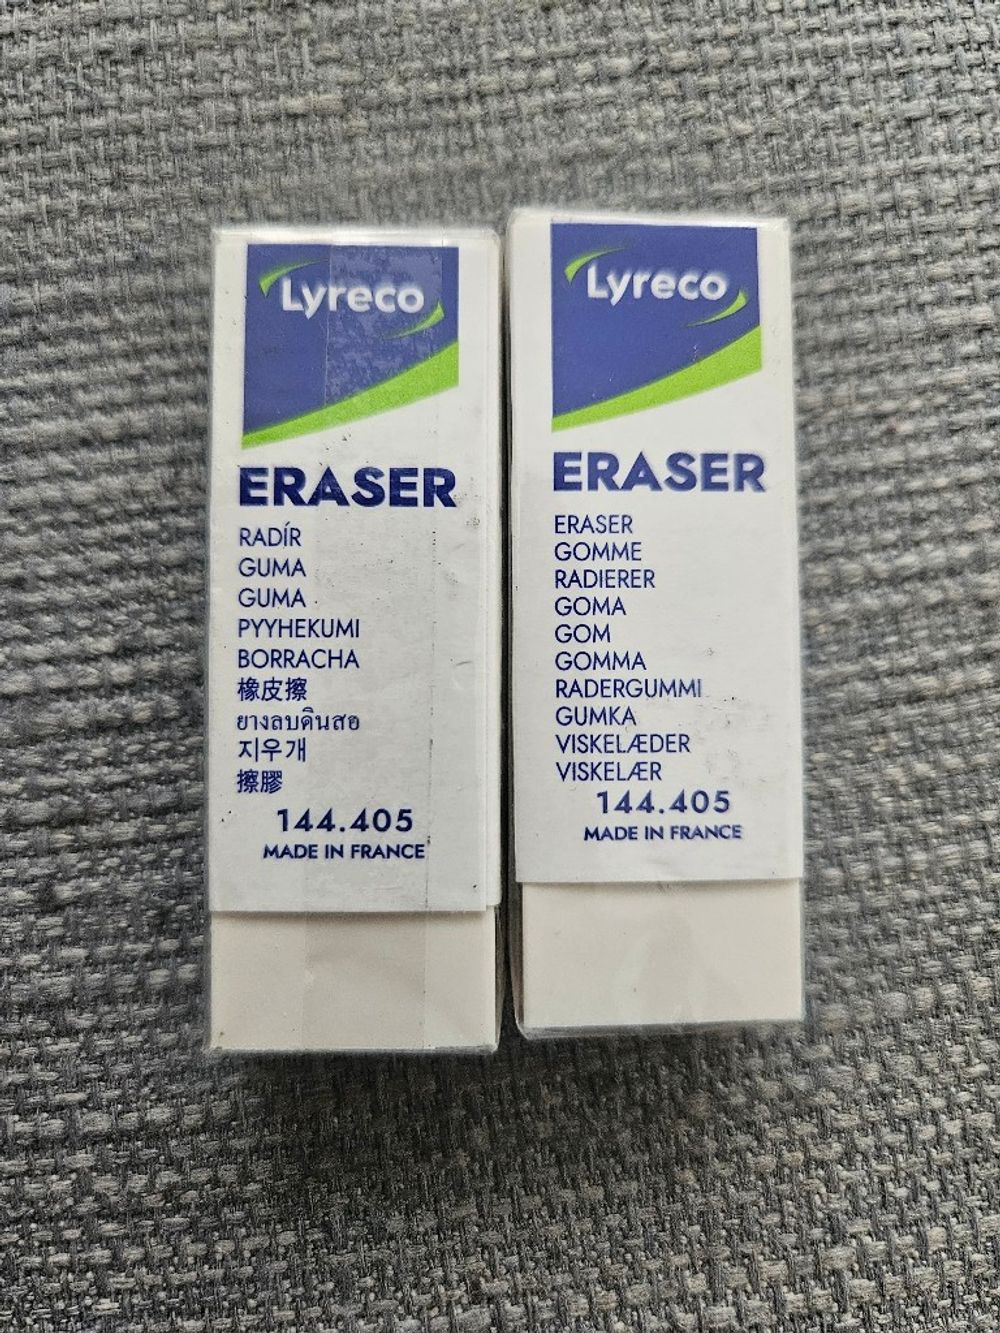 Lyreco
ERASER
RADÍR
GUMA
GUMA
PYYHEKUMI
BORRACHA
橡皮擦
ยางลบดินสอ
지우개
擦膠
144.405
MADE IN FRANCE
Lyreco
ERASER
ERASER
GOMME
RADIERER
GOMA
GOM
GOMMA
RADERGUMMI
GUMKA
VISKELÆDER
VISKELÆR
144.405
MADE IN FRANCE